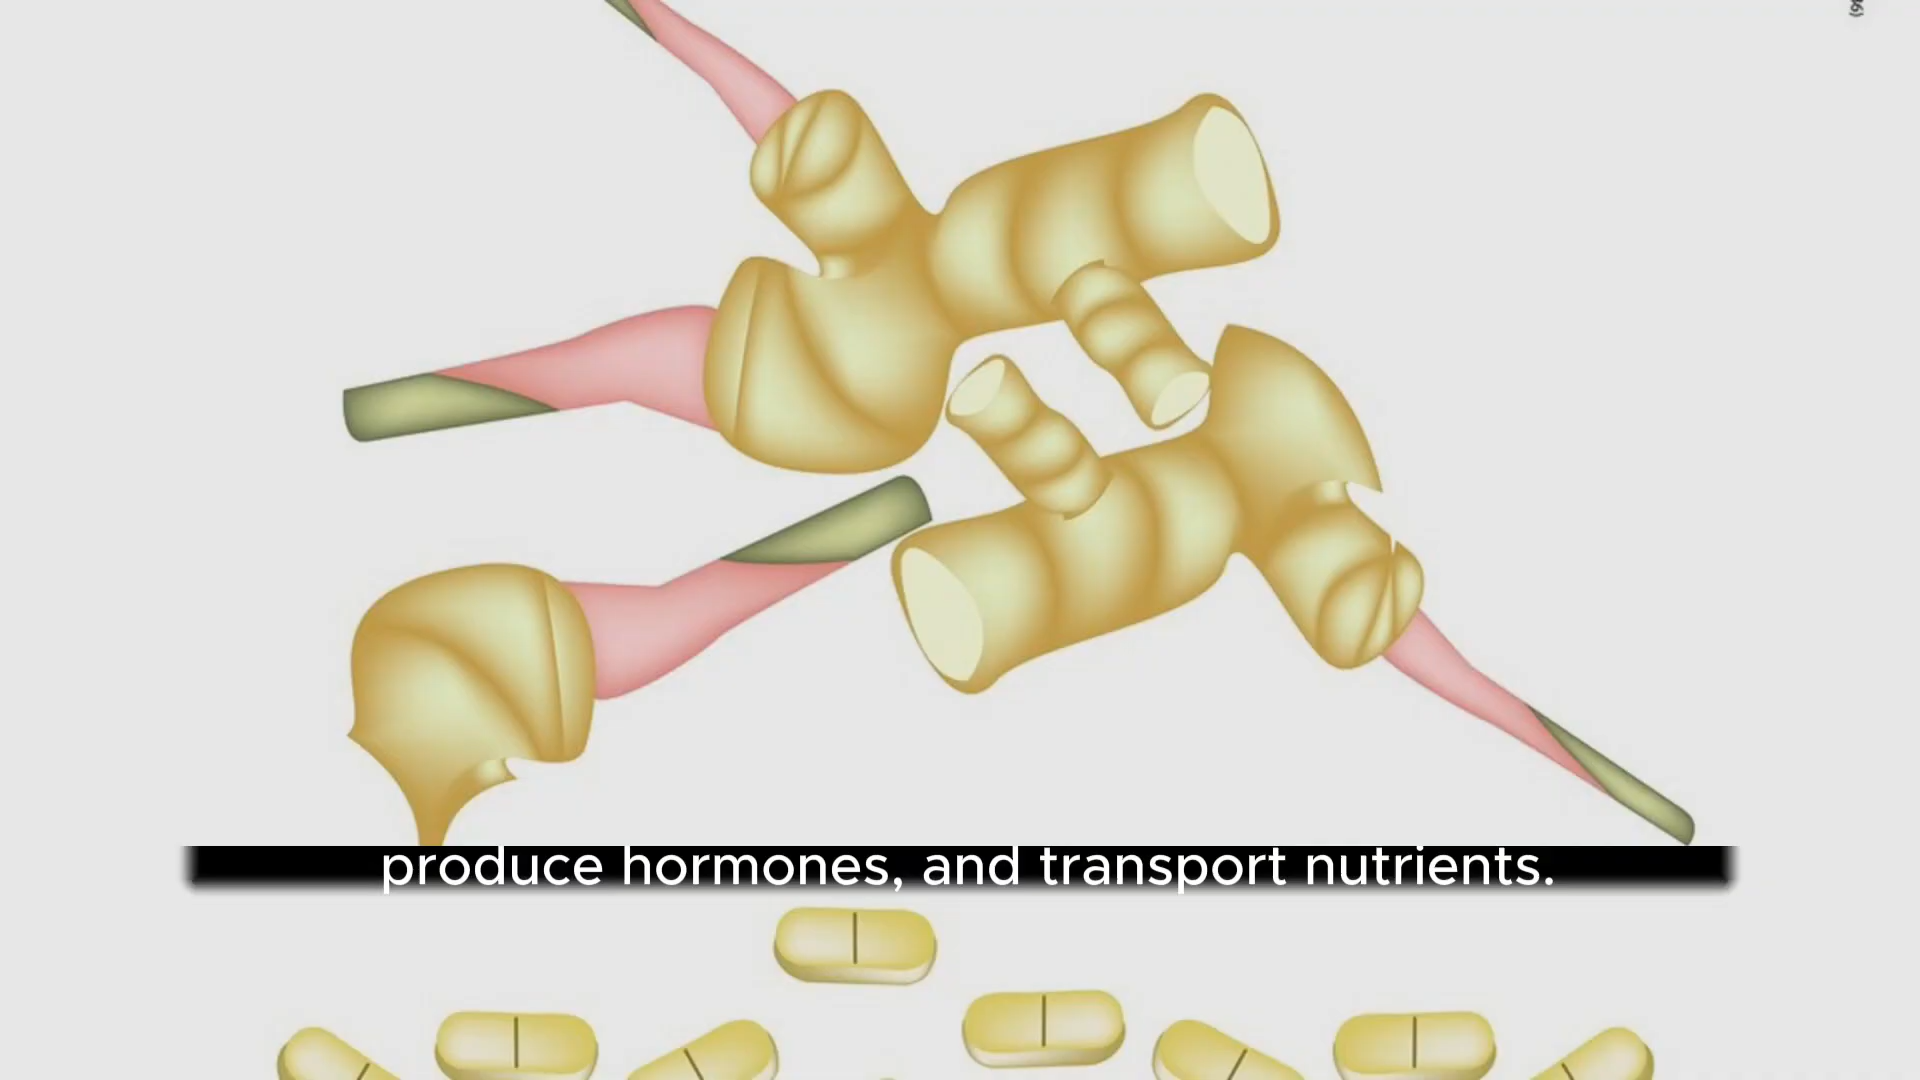 produce hormones, and transport nutrients.